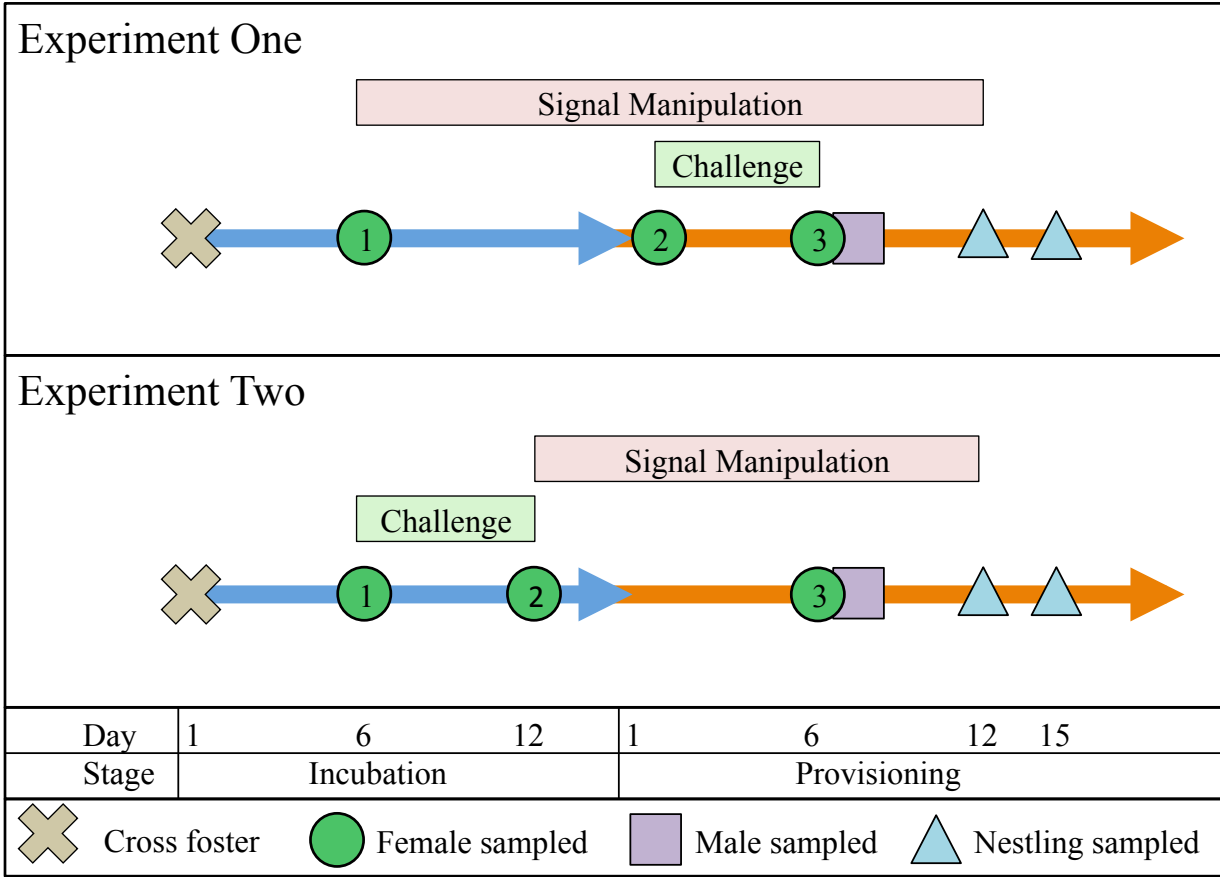 Experiment One
Signal Manipulation
Challenge
1 2 3
Experiment Two
Signal Manipulation
Challenge
1 2 3
Day 1 6 12 1 6 12 15
Stage Incubation Provisioning
Cross foster Female sampled Male sampled Nestling sampled